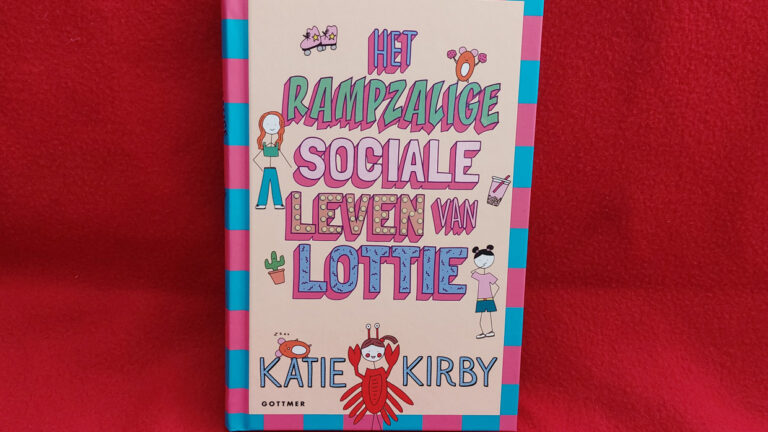 HET
RAMPZALIGE
SOCIALE
LEVEN VAN
LOTTIE
KATIE KIRBY
GOTTMER